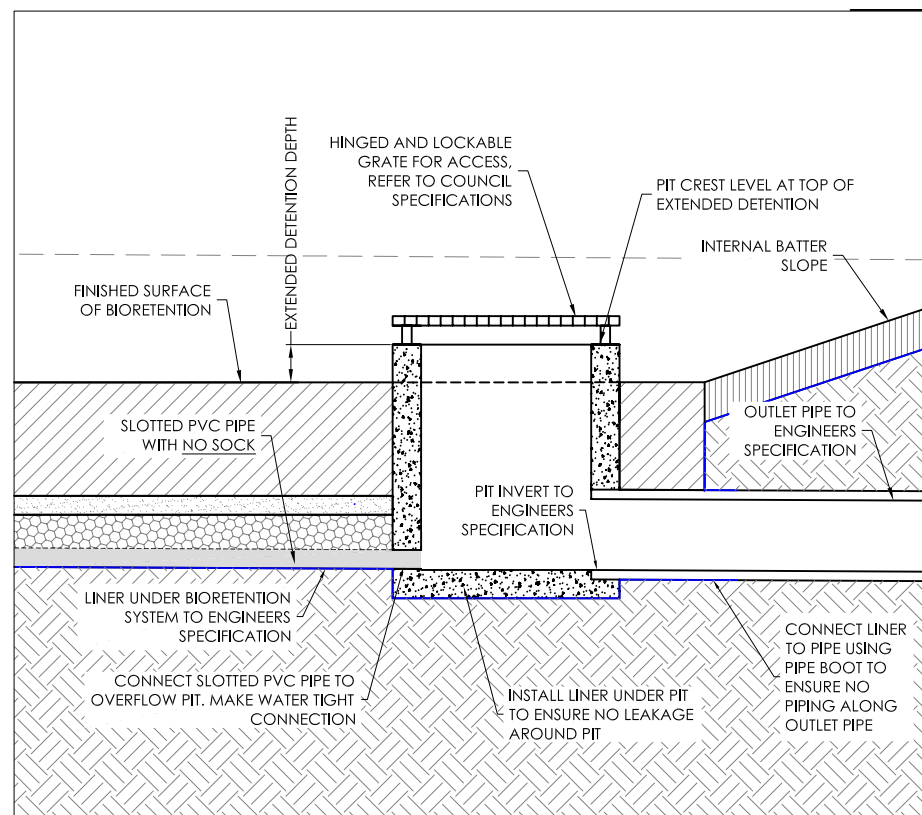 HINGED AND LOCKABLE
GRATE FOR ACCESS,
REFER TO COUNCIL
SPECIFICATIONS
EXTENDED DETENTION DEPTH
PIT CREST LEVEL AT TOP OF
EXTENDED DETENTION
INTERNAL BATTER
SLOPE
FINISHED SURFACE
OF BIORETENTION
SLOTTED PVC PIPE
WITH NO SOCK
OUTLET PIPE TO
ENGINEERS
SPECIFICATION
PIT INVERT TO
ENGINEERS
SPECIFICATION
LINER UNDER BIORETENTION
SYSTEM TO ENGINEERS
SPECIFICATION
CONNECT SLOTTED PVC PIPE TO
OVERFLOW PIT. MAKE WATER TIGHT
CONNECTION
INSTALL LINER UNDER PIT
TO ENSURE NO LEAKAGE
AROUND PIT
CONNECT LINER
TO PIPE USING
PIPE BOOT TO
ENSURE NO
PIPING ALONG
OUTLET PIPE